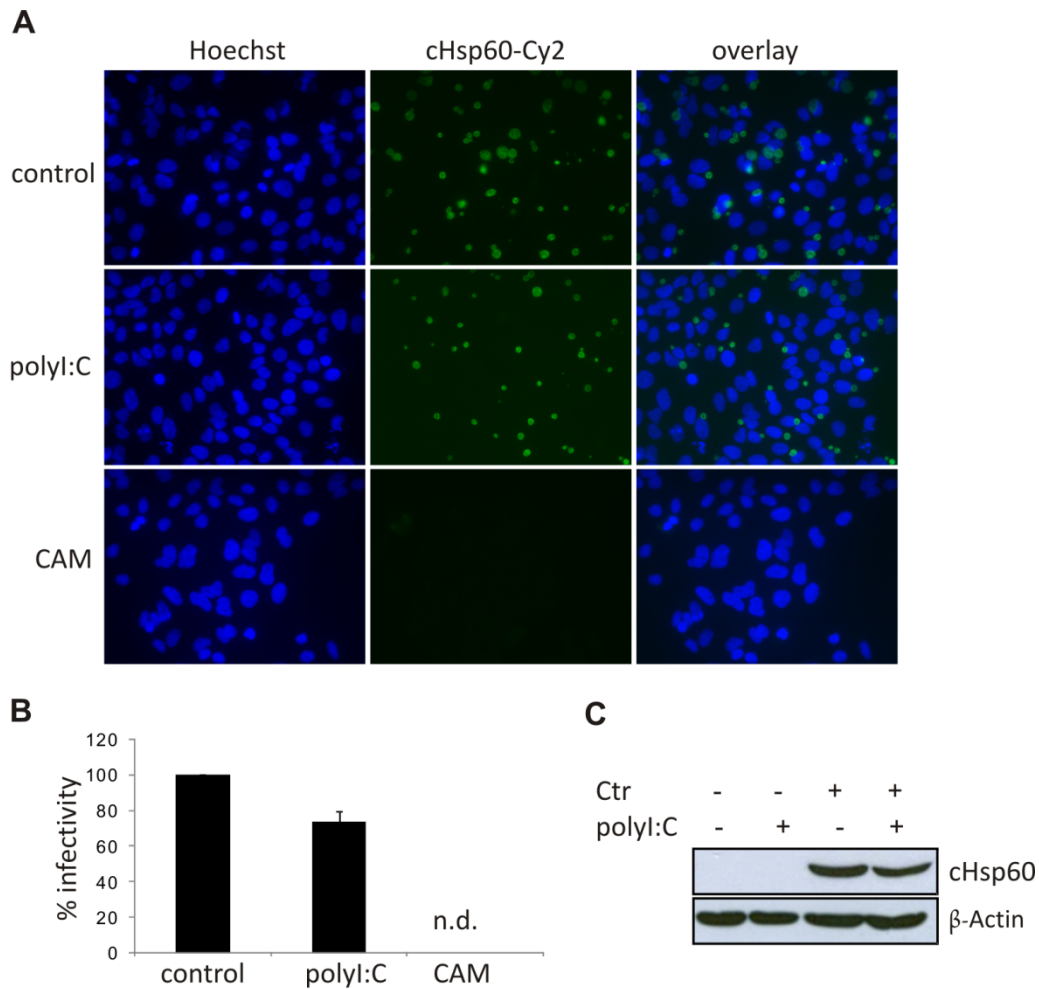 A
Hoechst cHsp60-Cy2 overlay
control
polyI:C
CAM
B
% infectivity
120
100
80
60
40
20
0
n.d.
control polyI:C CAM
C
Ctr - - + +
polyI:C - + - +
cHsp60
β-Actin